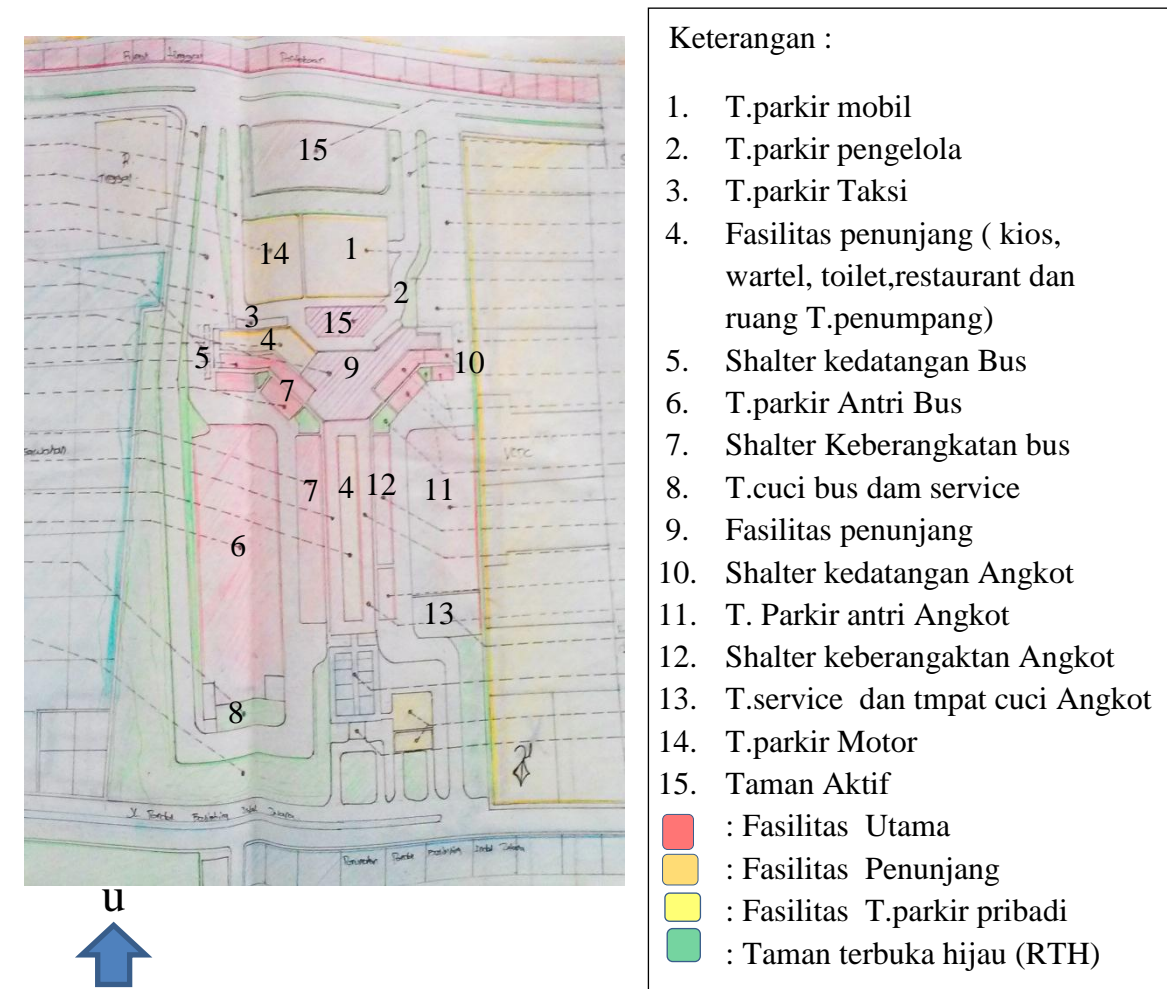 15
14
1
2
3
15
4
5
9
10
7
7
4
12
11
6
13
8
u
Keterangan :
1. T.parkir mobil
2. T.parkir pengelola
3. T.parkir Taksi
4. Fasilitas penunjang ( kios,
wartel, toilet,restaurant dan
ruang T.penumpang)
5. Shalter kedatangan Bus
6. T.parkir Antri Bus
7. Shalter Keberangkatan bus
8. T.cuci bus dam service
9. Fasilitas penunjang
10. Shalter kedatangan Angkot
11. T. Parkir antri Angkot
12. Shalter keberangaktan Angkot
13. T.service dan tmpat cuci Angkot
14. T.parkir Motor
15. Taman Aktif
: Fasilitas Utama
: Fasilitas Penunjang
: Fasilitas T.parkir pribadi
: Taman terbuka hijau (RTH)